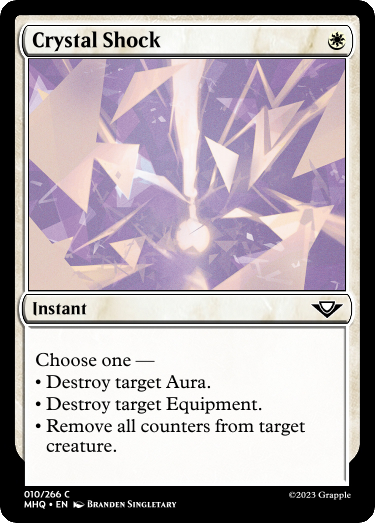 Crystal Shock
Instant
Choose one —
• Destroy target Aura.
• Destroy target Equipment.
• Remove all counters from target
creature.
010/266 C
MHQ • EN Branden Singletary
©2023 Grapple